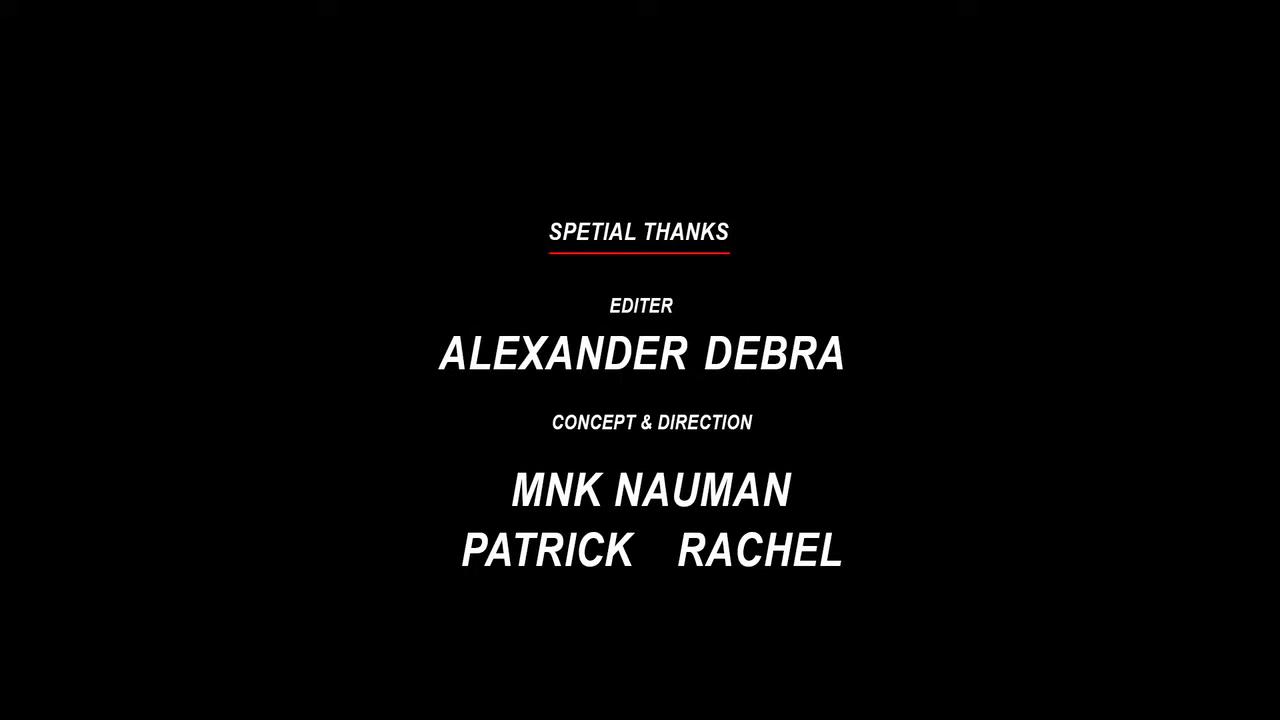 SPETIAL THANKS
EDITER
ALEXANDER DEBRA
CONCEPT & DIRECTION
MNK NAUMAN
PATRICK RACHEL